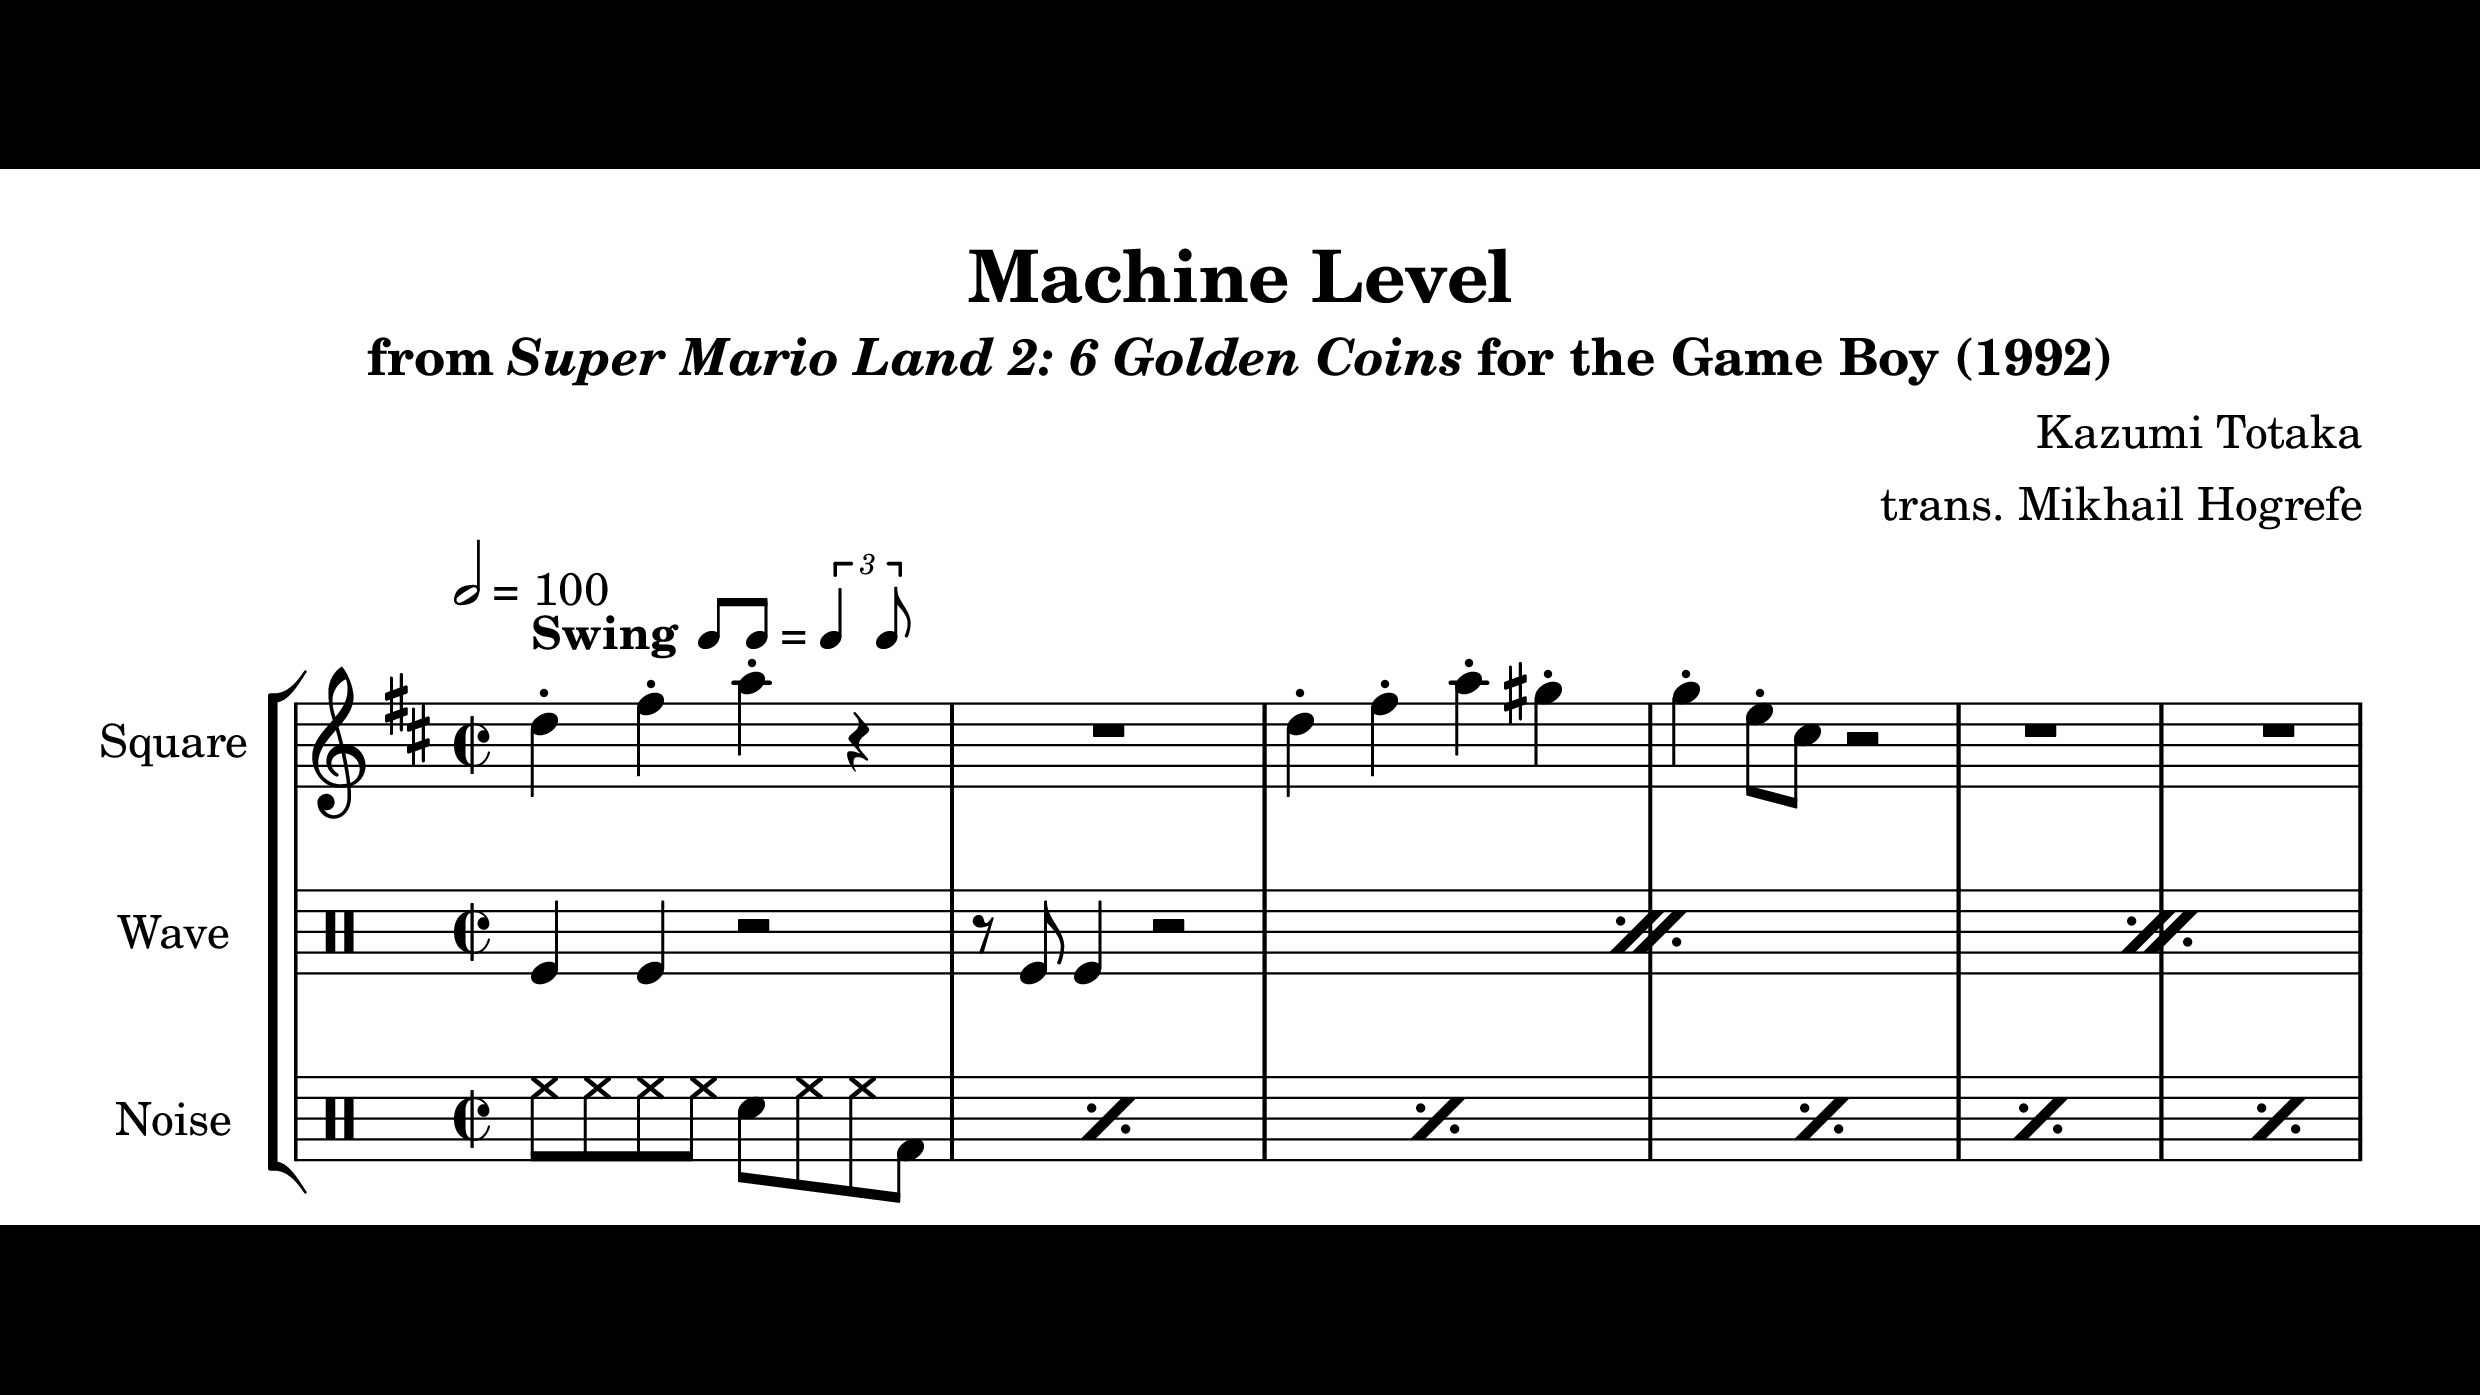 Machine Level
from Super Mario Land 2: 6 Golden Coins for the Game Boy (1992)
Kazumi Totaka
trans. Mikhail Hogrefe
= 100
3
Swing =
Square
Wave
Noise